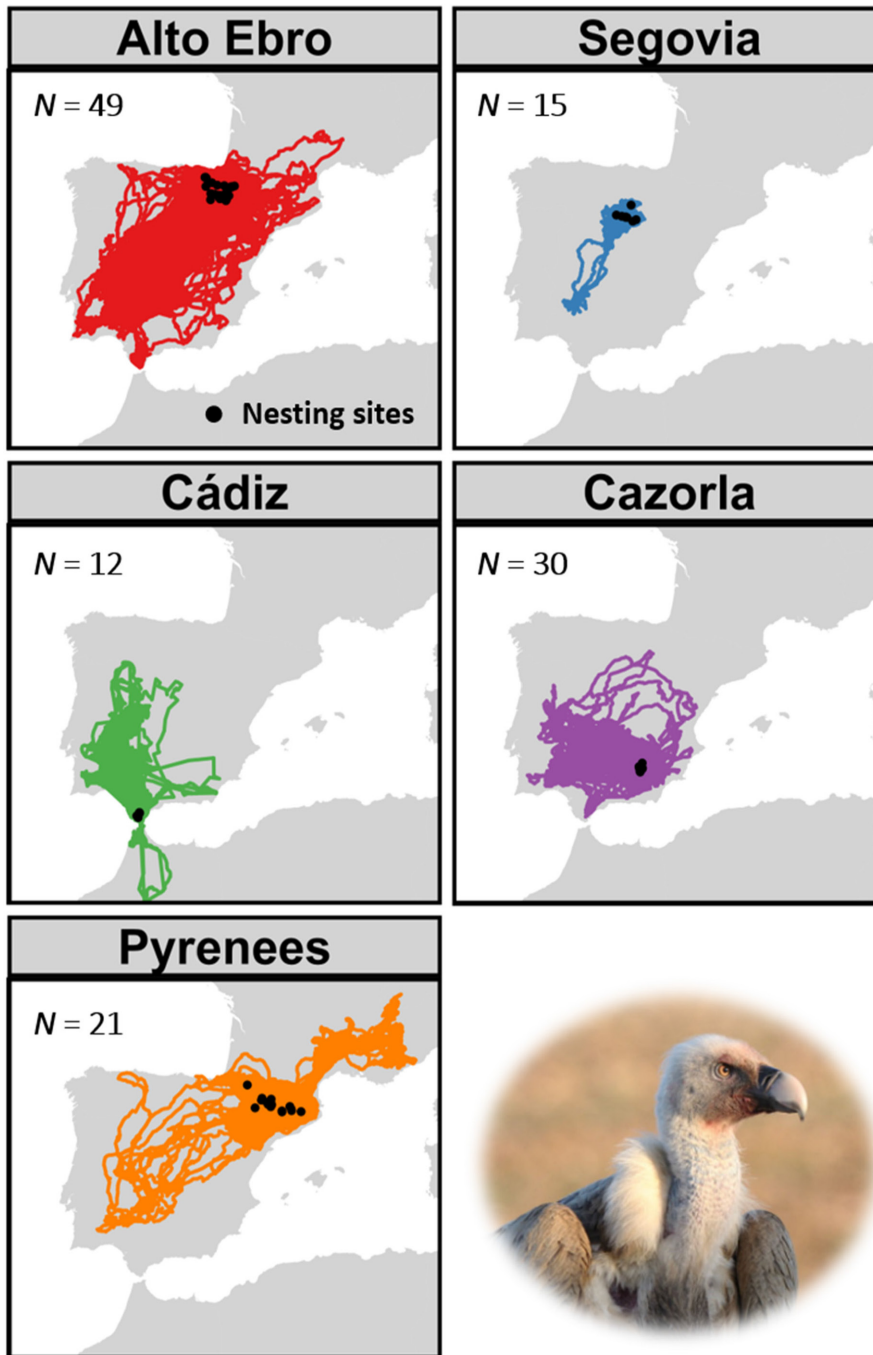 Alto Ebro
N = 49
Nesting sites
Segovia
N = 15
Cádiz
N = 12
Cazorla
N = 30
Pyrenees
N = 21